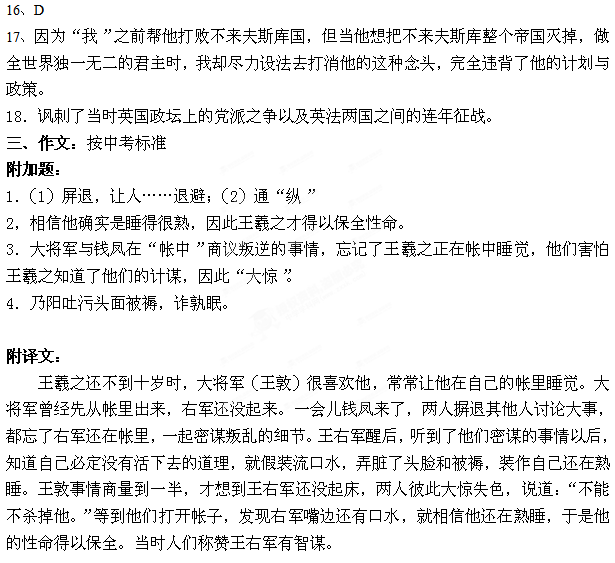 16、D
17、因为“我”之前帮他打败不来夫斯库国，但当他想把不来夫斯库整个帝国灭掉，做
全世界独一无二的君主时，我却尽力设法去打消他的这种念头，完全违背了他的计划与
政策。
18．讽刺了当时英国政坛上的党派之争以及英法两国之间的连年征战。
三、作文：按中考标准
附加题：
1．（1）屏退，让人……退避；（2）通“纵 ”
2，相信他确实是睡得很熟，因此王羲之才得以保全性命。
3．大将军与钱凤在“帐中”商议叛逆的事情，忘记了王羲之正在帐中睡觉，他们害怕
王羲之知道了他们的计谋，因此“大惊”。
4．乃阳吐污头面被褥，诈孰眠。
附译文：
王羲之还不到十岁时，大将军（王敦）很喜欢他，常常让他在自己的帐里睡觉。大
将军曾经先从帐里出来，右军还没起来。一会儿钱凤来了，两人摒退其他人讨论大事，
都忘了右军还在帐里，一起密谋叛乱的细节。王右军醒后，听到了他们密谋的事情以后，
知道自己必定没有活下去的道理，就假装流口水，弄脏了头脸和被褥，装作自己还在熟
睡。王敦事情商量到一半，才想到王右军还没起床，两人彼此大惊失色，说道：“不能
不杀掉他。”等到他们打开帐子，发现右军嘴边还有口水，就相信他还在熟睡，于是他
的性命得以保全。当时人们称赞王右军有智谋。